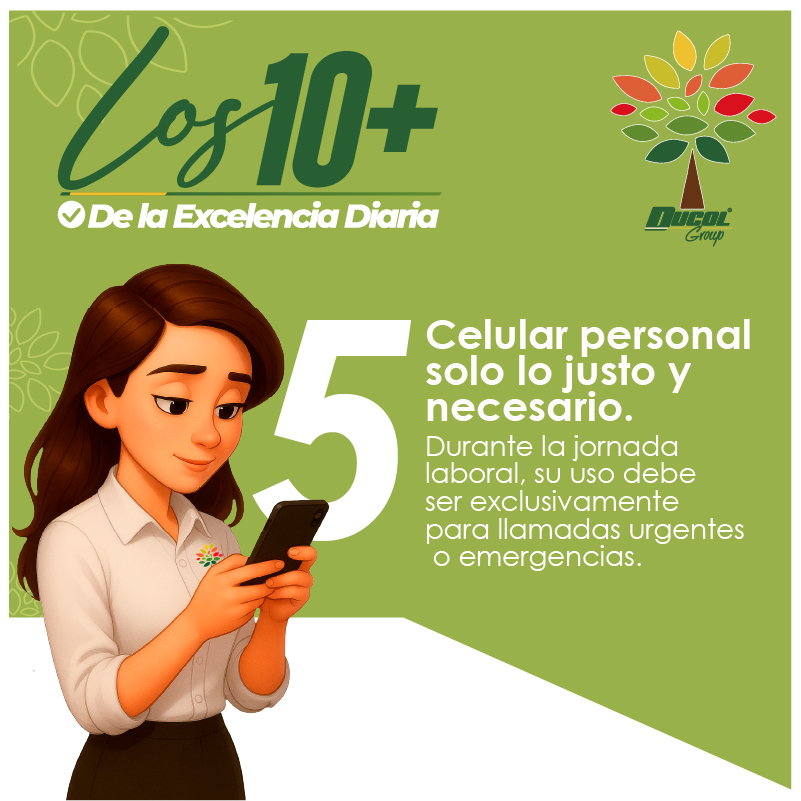 Los 10+
De la Excelencia Diaria
NUCOL®
Group
5
Celular personal
solo lo justo y
necesario.
Durante la jornada
laboral, su uso debe
ser exclusivamente
para llamadas urgentes
o emergencias.